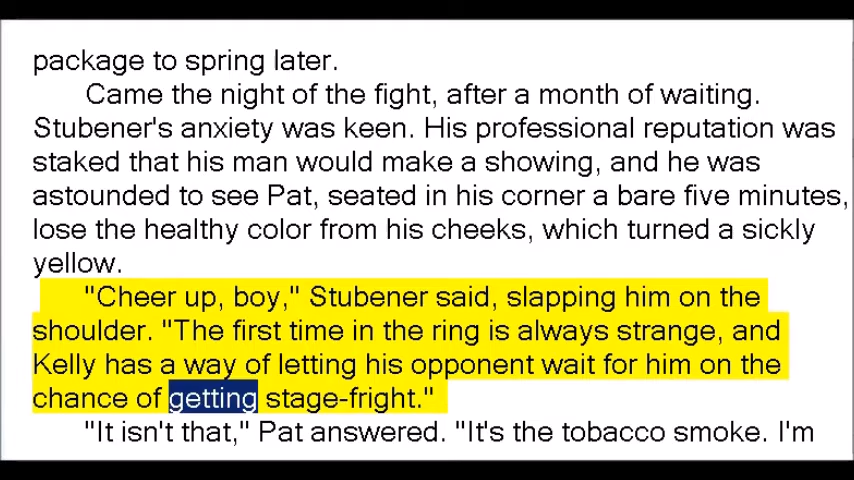 package to spring later.
Came the night of the fight, after a month of waiting.
Stubener's anxiety was keen. His professional reputation was
staked that his man would make a showing, and he was
astounded to see Pat, seated in his corner a bare five minutes,
lose the healthy color from his cheeks, which turned a sickly
yellow.
"Cheer up, boy," Stubener said, slapping him on the
shoulder. "The first time in the ring is always strange, and
Kelly has a way of letting his opponent wait for him on the
chance of getting stage-fright."
"It isn't that," Pat answered. "It's the tobacco smoke. I'm